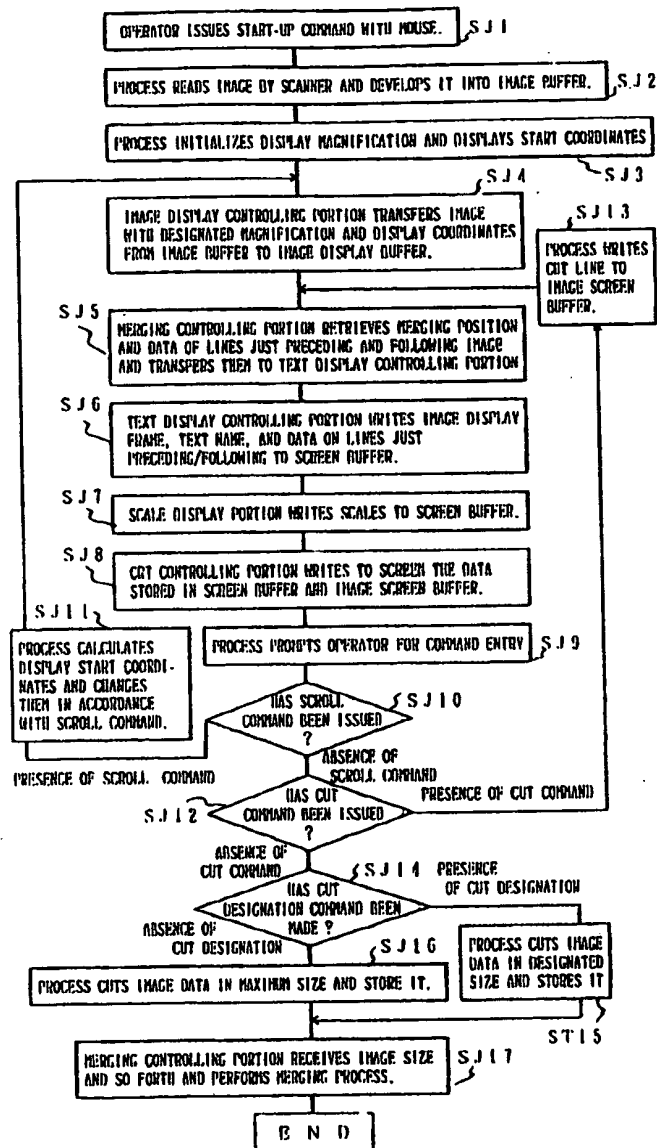 OPERATOR ISSUES START-UP COMMAND WITH MOUSE.
SJ1
PROCESS READS IMAGE BY SCANNER AND DEVELOPS IT INTO IMAGE BUFFER.
SJ2
PROCESS INITIALIZES DISPLAY MAGNIFICATION AND DISPLAYS START COORDINATES
SJ3
SJ4
IMAGE DISPLAY CONTROLLING PORTION TRANSFERS IMAGE
WITH DESIGNATED MAGNIFICATION AND DISPLAY COORDINATES
FROM IMAGE BUFFER TO IMAGE DISPLAY BUFFER.
SJ13
PROCESS WRITES
CUT LINE TO
IMAGE SCREEN
BUFFER.
SJ5
MERGING CONTROLLING PORTION RETRIEVES MERGING POSITION
AND DATA OF LINES JUST PRECEDING AND FOLLOWING IMAGE
AND TRANSFERS THEM TO TEXT DISPLAY CONTROLLING PORTION
SJ6
TEXT DISPLAY CONTROLLING PORTION WRITES IMAGE DISPLAY
FRAME, TEXT NAME, AND DATA ON LINES JUST
PRECEDING/FOLLOWING TO SCREEN BUFFER.
SJ7
SCALE DISPLAY PORTION WRITES SCALES TO SCREEN BUFFER.
SJ8
CRT CONTROLLING PORTION WRITES TO SCREEN THE DATA
STORED IN SCREEN BUFFER AND IMAGE SCREEN BUFFER.
SJ11
PROCESS CALCULATES
DISPLAY START COORDI-
NATES AND CHANGES
THEM IN ACCORDANCE
WITH SCROLL COMMAND.
PROCESS PROMPTS OPERATOR FOR COMMAND ENTRY
SJ9
HAS SCROLL
COMMAND BEEN ISSUED
?
SJ10
PRESENCE OF SCROLL COMMAND
ABSENCE OF
SCROLL COMMAND
SJ12
HAS CUT
COMMAND BEEN ISSUED
?
PRESENCE OF CUT COMMAND
ABSENCE OF
CUT COMMAND
SJ14
HAS CUT
DESIGNATION COMMAND BEEN
MADE ?
PRESENCE
OF CUT DESIGNATION
ABSENCE OF
CUT DESIGNATION
SJ16
PROCESS CUTS IMAGE DATA IN MAXIMUM SIZE AND STORE IT.
PROCESS CUTS IMAGE
DATA IN DESIGNATED
SIZE AND STORES IT
ST15
MERGING CONTROLLING PORTION RECEIVES IMAGE SIZE
AND SO FORTH AND PERFORMS MERGING PROCESS.
SJ17
END